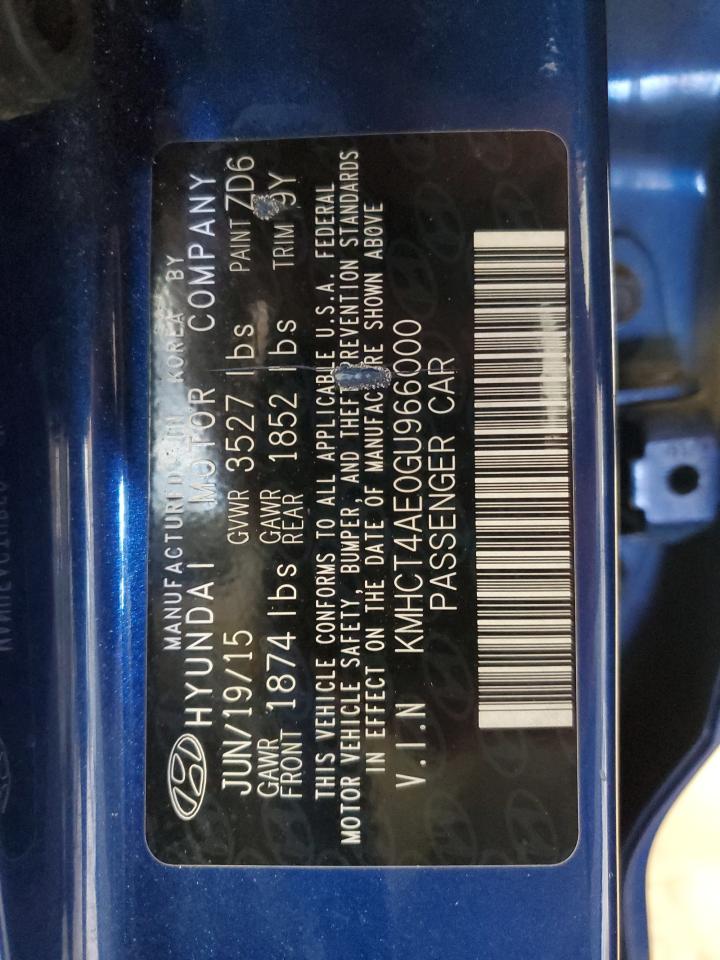 MANUFACTURED IN KOREA BY
HYUNDAI MOTOR COMPANY
JUN/19/15 GVWR 3527 lbs PAINT ZD6
GAWR FRONT 1874 lbs GAWR REAR 1852 lbs TRIM 9Y
THIS VEHICLE CONFORMS TO ALL APPLICABLE U.S.A. FEDERAL
MOTOR VEHICLE SAFETY, BUMPER, AND THEFT PREVENTION STANDARDS
IN EFFECT ON THE DATE OF MANUFACTURE SHOWN ABOVE
V.I.N KMHCT4AE0GU966000
PASSENGER CAR